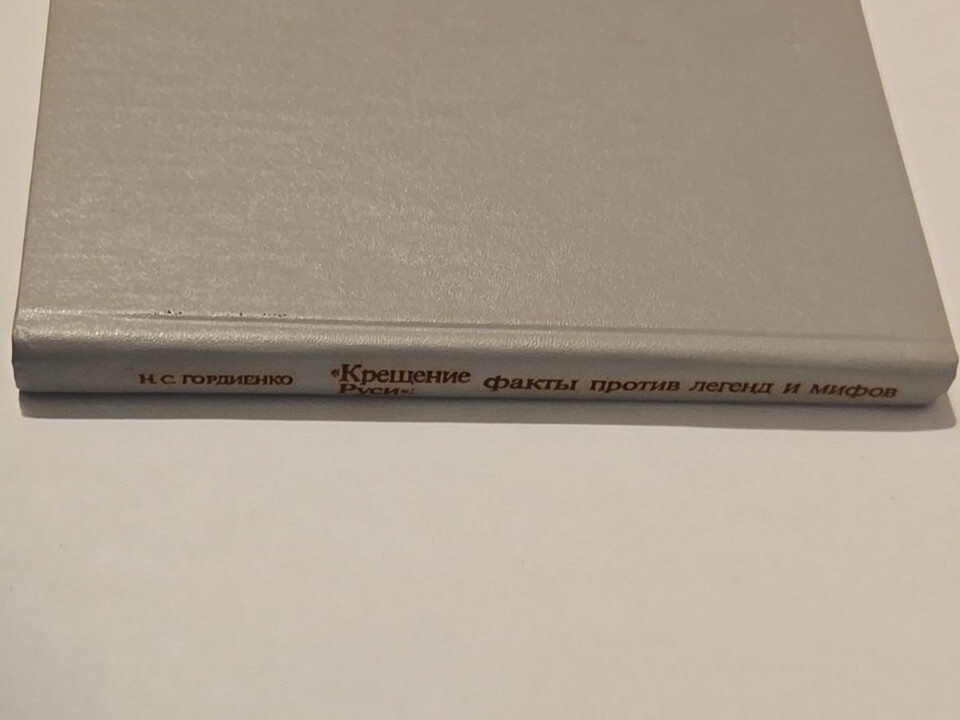 Н. С. ГОРДИЕНКО
«Крещение
Руси»:
факты против легенд и мифов